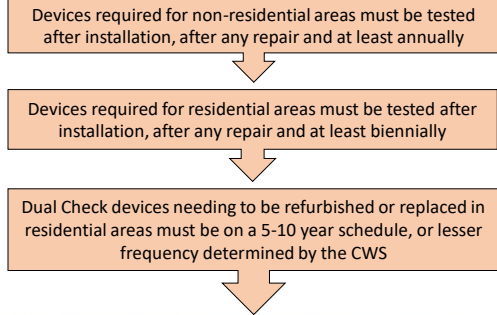 Devices required for non-residential areas must be tested
after installation, after any repair and at least annually
Devices required for residential areas must be tested after
installation, after any repair and at least biennially
Dual Check devices needing to be refurbished or replaced in
residential areas must be on a 5-10 year schedule, or lesser
frequency determined by the CWS